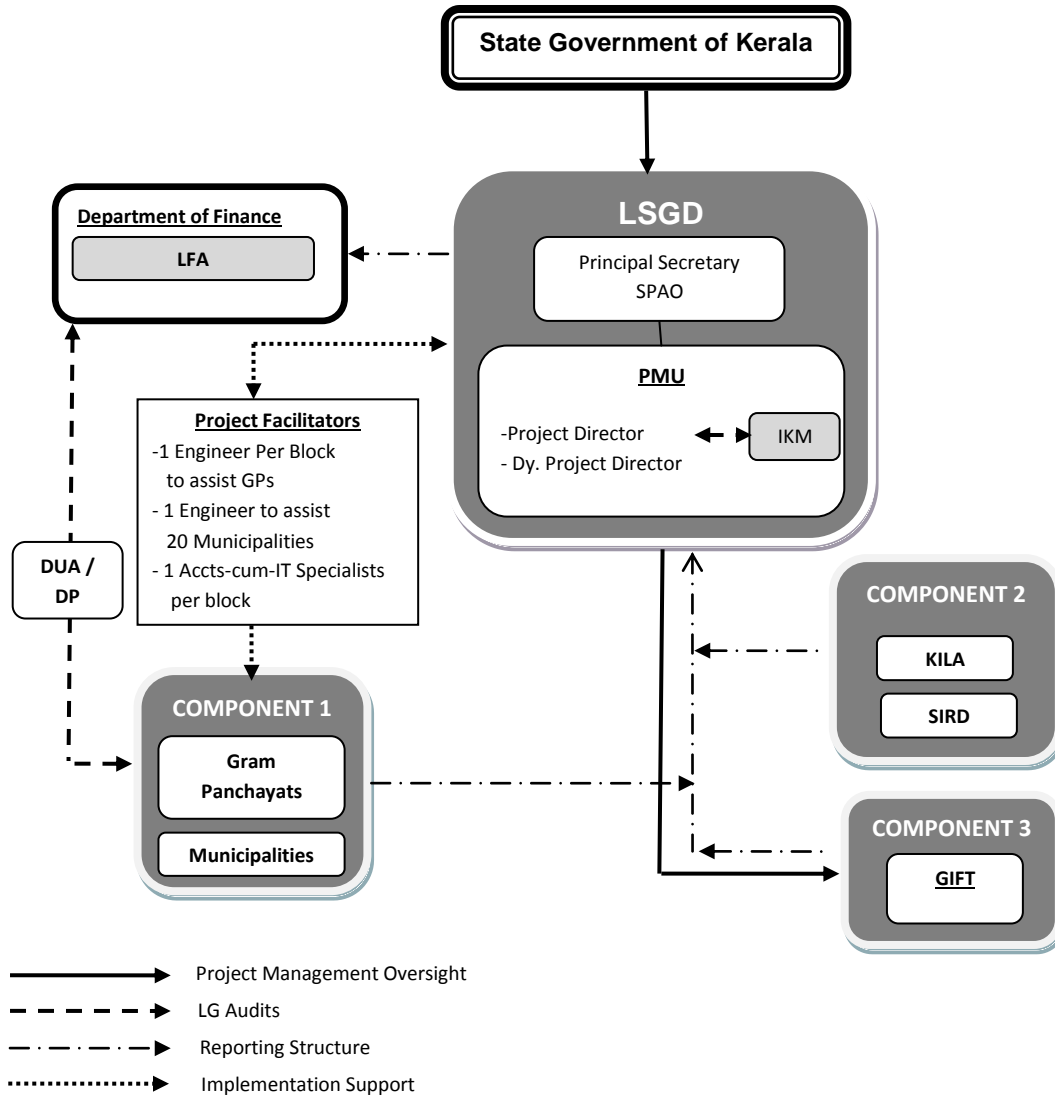 State Government of Kerala
LSGD
Principal Secretary
SPAO
PMU
-Project Director
- Dy. Project Director
IKM
Department of Finance
LFA
Project Facilitators
-1 Engineer Per Block
to assist GPs
- 1 Engineer to assist
20 Municipalities
- 1 Accts-cum-IT Specialists
per block
DUA /
DP
COMPONENT 1
Gram
Panchayats
Municipalities
COMPONENT 2
KILA
SIRD
COMPONENT 3
GIFT
Project Management Oversight
LG Audits
Reporting Structure
Implementation Support